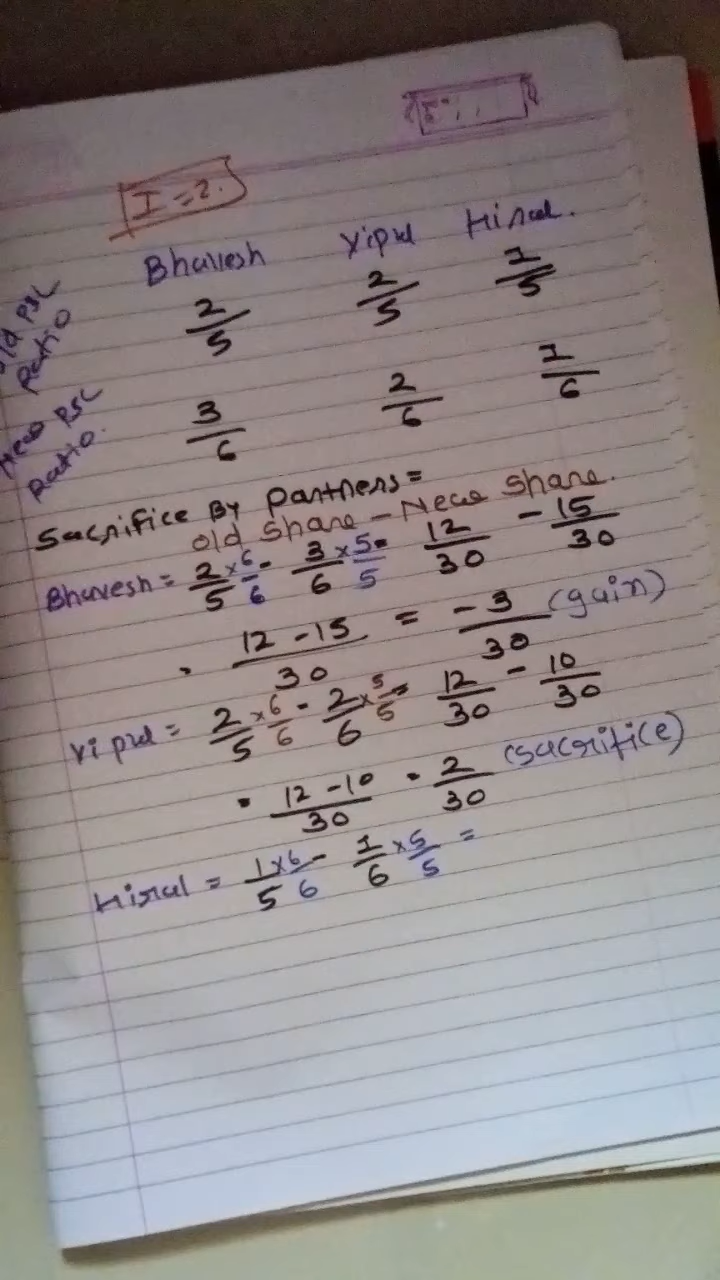 I = 2.
Bhavesh Vipul Hiral.
Old PSL Ratio 2/5 2/5 1/5
New PSL Ratio. 3/6 2/6 1/6
Sacrifice By Partners =
Old Share - New Share.
Bhavesh = 2/5 × 6/6 - 3/6 × 5/5 = 12/30 - 15/30
= 12 - 15/30 = -3/30 (gain)
Vipul = 2/5 × 6/6 - 2/6 × 5/5 = 12/30 - 10/30
= 12 - 10/30 = 2/30 (sacrifice)
Hiral = 1/5 × 6/6 - 1/6 × 5/5 =